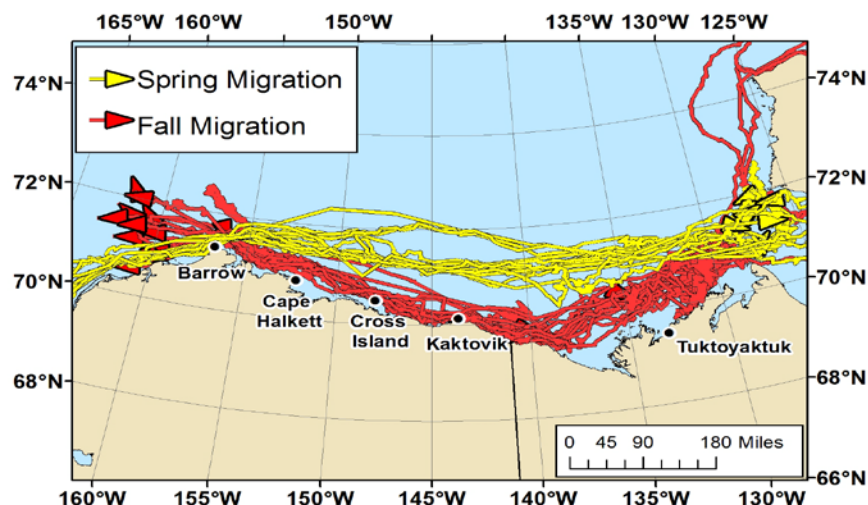 165°W 160°W 150°W 135°W 130°W 125°W
74°N 74°N
Spring Migration
Fall Migration
72°N 72°N
70°N 70°N
Barrow
Cape
Halkett
Cross
Island
Kaktovik
Tuktoyaktuk
68°N 68°N
0 45 90 180 Miles
66°N
160°W 155°W 150°W 145°W 140°W 135°W 130°W